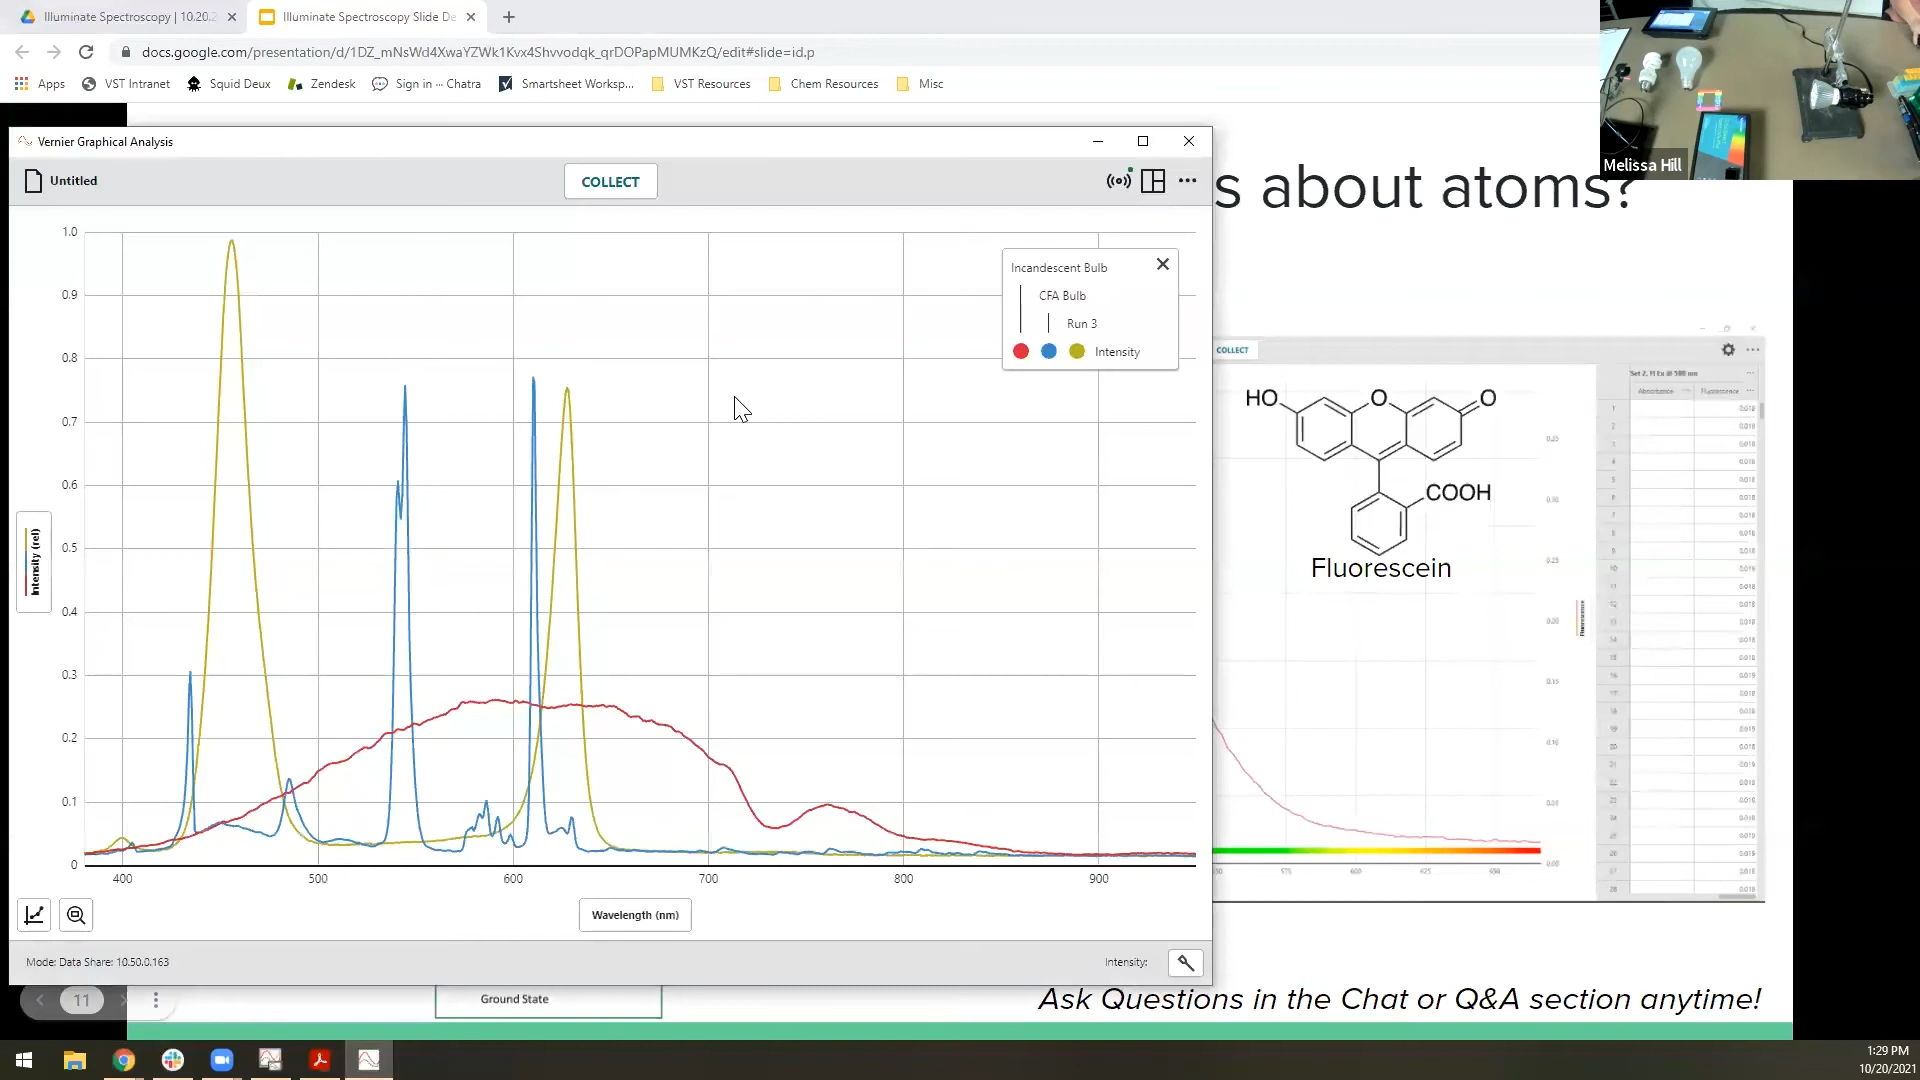 Illuminate Spectroscopy | 10.20.2
Illuminate Spectroscopy Slide De
docs.google.com/presentation/d/1DZ_mNsWd4XwaYZWk1Kvx4Shvvodqk_qrDOPapMUMKzQ/edit#slide=id.p
Apps
VST Intranet
Squid Deux
Zendesk
Sign in ··· Chatra
Smartsheet Worksp...
VST Resources
Chem Resources
Misc
Melissa Hill
s about atoms?
Vernier Graphical Analysis
Untitled
COLLECT
1.0
0.9
0.8
0.7
0.6
0.5
0.4
0.3
0.2
0.1
0
Intensity (rel)
Incandescent Bulb
CFA Bulb
Run 3
Intensity
400 500 600 700 800 900
Wavelength (nm)
Mode: Data Share: 10.50.0.163
Intensity:
COLLECT
HO O O
COOH
Fluorescein
Absorbance Fluorescence
Fluorescence
11
Ground State
Ask Questions in the Chat or Q&A section anytime!
1:29 PM
10/20/2021